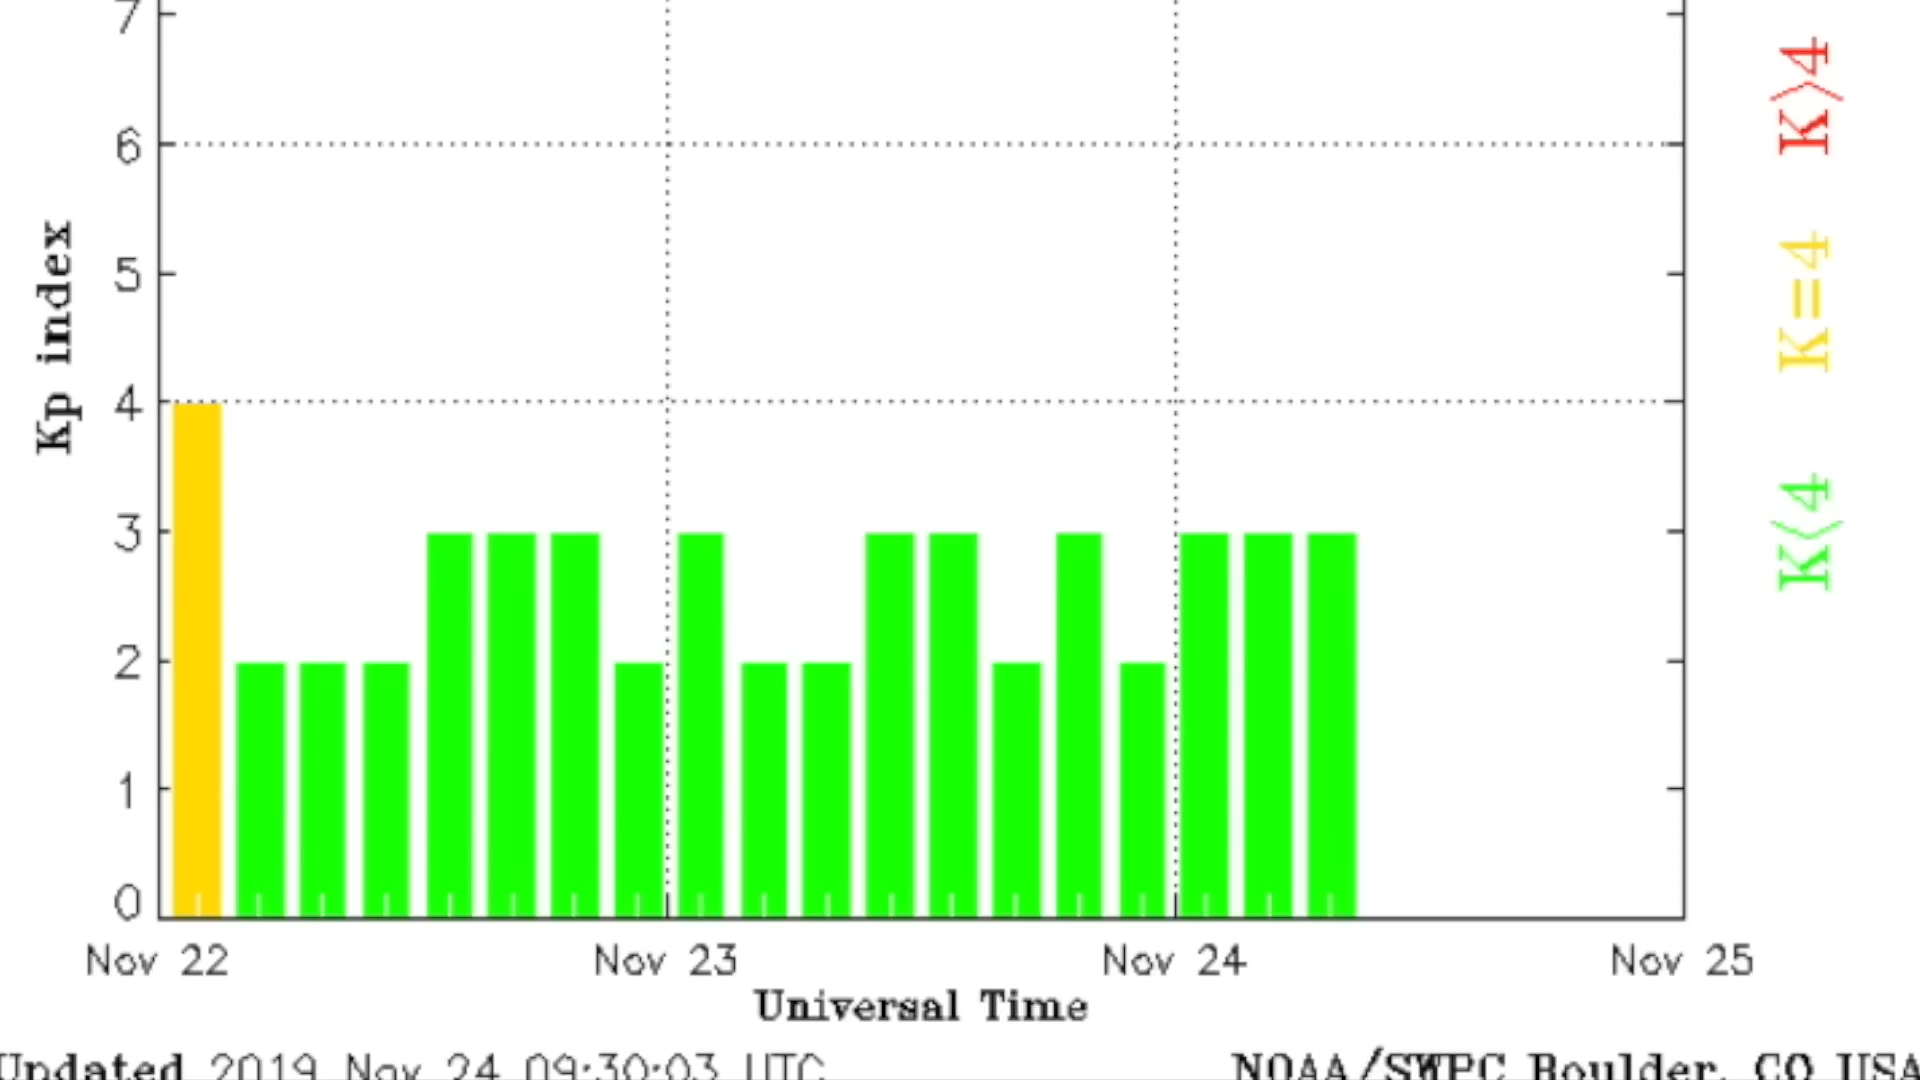 7
6
5
4
3
2
1
0
Kp index
K>4
K=4
K<4
Nov 22 Nov 23 Nov 24 Nov 25
Universal Time
Updated 2019 Nov 24 09:30:03 UTC NOAA/SWPC Boulder, CO USA